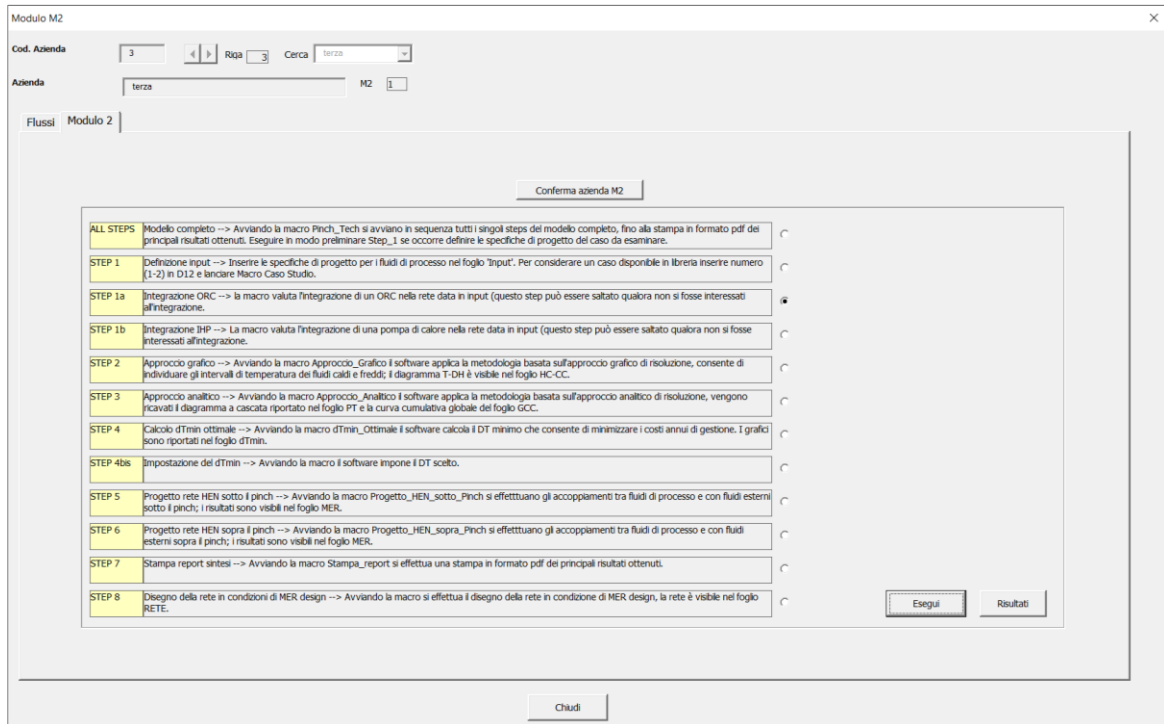 Modulo M2
Cod. Azienda 3 Riga 3 Cerca terza
Azienda terza M2 1
Flussi Modulo 2
Conferma azienda M2
ALL STEPS Modello completo --> Avviando la macro Pinch_Tech si avviano in sequenza tutti i singoli steps del modello completo, fino alla stampa in formato pdf dei
principali risultati ottenuti. Eseguire in modo preliminare Step_1 se occorre definire le specifiche di progetto del caso da esaminare.
STEP 1 Definizione input --> Inserire le specifiche di progetto per i fluidi di processo nel foglio 'Input'. Per considerare un caso disponibile in libreria inserire numero
(1-2) in D12 e lanciare Macro Caso Studio.
STEP 1a Integrazione ORC --> la macro valuta l'integrazione di un ORC nella rete data in input (questo step può essere saltato qualora non si fosse interessati
all'integrazione.
STEP 1b Integrazione IHP --> La macro valuta l'integrazione di una pompa di calore nella rete data in input (questo step può essere saltato qualora non si fosse
interessati all'integrazione.
STEP 2 Approccio grafico --> Avviando la macro Approccio_Grafico il software applica la metodologia basata sull'approccio grafico di risoluzione, consente di
individuare gli intervalli di temperatura dei fluidi caldi e freddi; il diagramma T-DH è visibile nel foglio HC-CC.
STEP 3 Approccio analitico --> Avviando la macro Approccio_Analitico il software applica la metodologia basata sull'approccio analitico di risoluzione, vengono
ricavati il diagramma a cascata riportato nel foglio PT e la curva cumulativa globale del foglio GCC.
STEP 4 Calcolo dTmin ottimale --> Avviando la macro dTmin_Ottimale il software calcola il DT minimo che consente di minimizzare i costi annui di gestione. I grafici
sono riportati nel foglio dTmin.
STEP 4bis Impostazione del dTmin --> Avviando la macro il software impone il DT scelto.
STEP 5 Progetto rete HEN sotto il pinch --> Avviando la macro Progetto_HEN_sotto_Pinch si effetttuano gli accoppiamenti tra fluidi di processo e con fluidi esterni
sotto il pinch; i risultati sono visibili nel foglio MER.
STEP 6 Progetto rete HEN sopra il pinch --> Avviando la macro Progetto_HEN_sopra_Pinch si effetttuano gli accoppiamenti tra fluidi di processo e con fluidi
esterni sopra il pinch; i risultati sono visibili nel foglio MER.
STEP 7 Stampa report sintesi --> Avviando la macro Stampa_report si effettua una stampa in formato pdf dei principali risultati ottenuti.
STEP 8 Disegno della rete in condizioni di MER design --> Avviando la macro si effettua il disegno della rete in condizione di MER design, la rete è visibile nel foglio
RETE.
Esegui Risultati
Chiudi